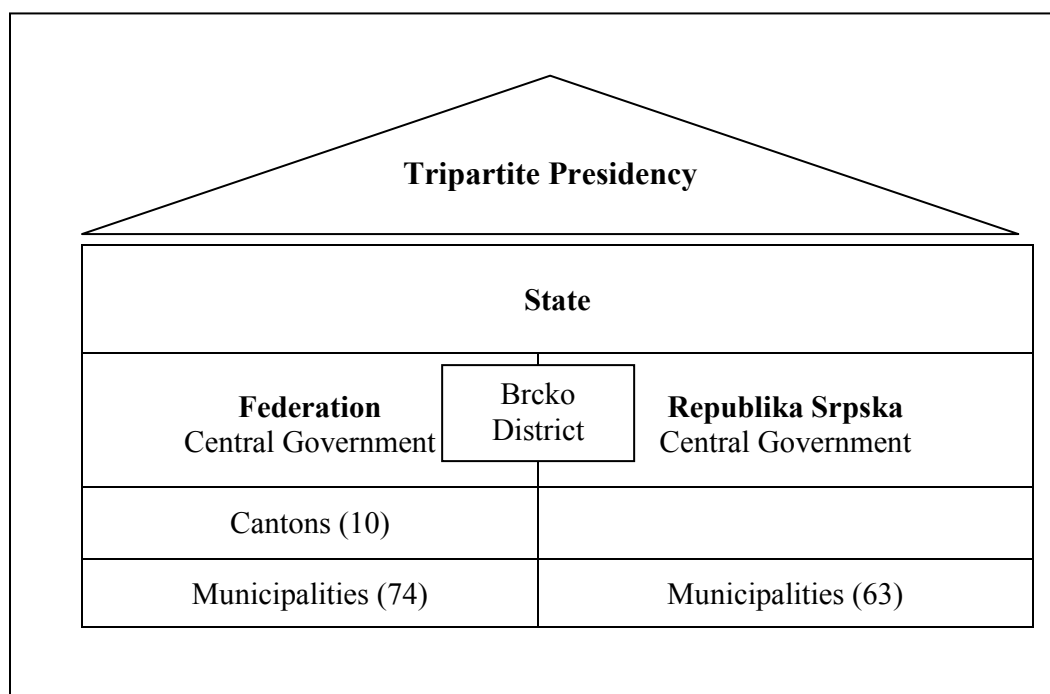 Tripartite Presidency
State
Federation
Central Government
Brcko
District
Republika Srpska
Central Government
Cantons (10)
Municipalities (74)
Municipalities (63)